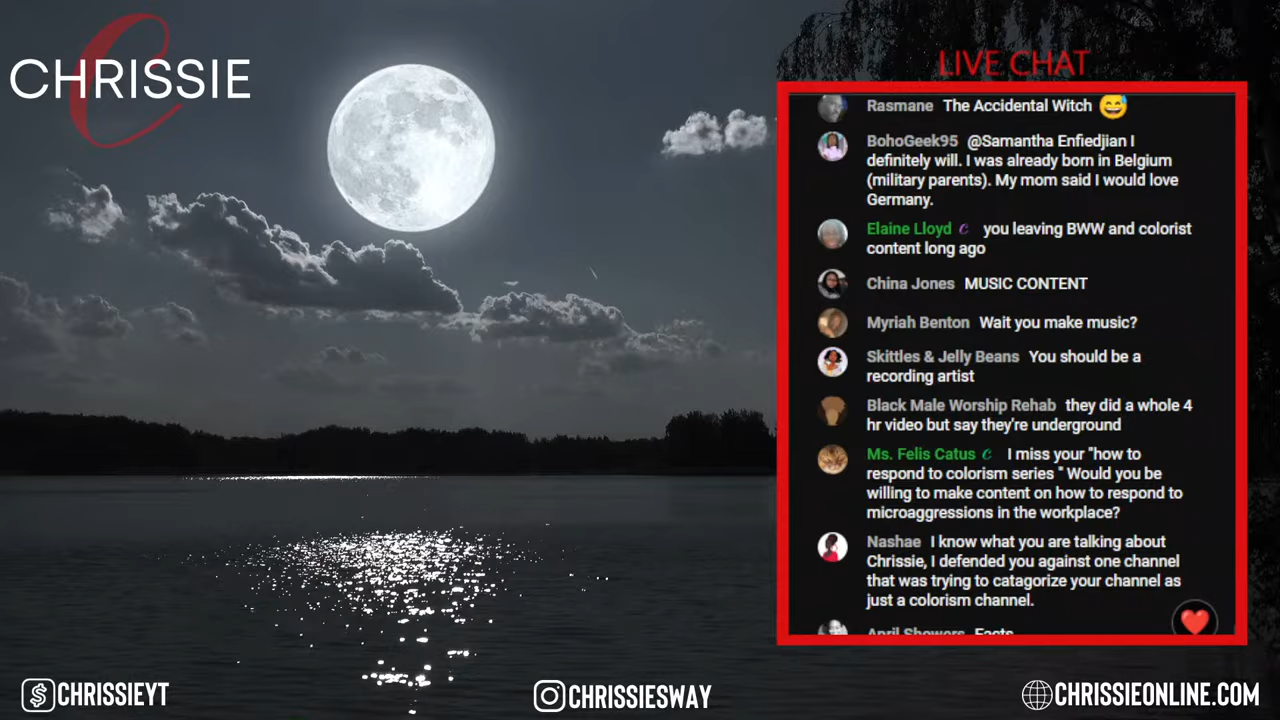 CHRISSIE
LIVE CHAT
Rasmane The Accidental Witch 😅
BohoGeek95 @Samantha Enfiedjian I
definitely will. I was already born in Belgium
(military parents). My mom said I would love
Germany.
Elaine Lloyd C you leaving BWW and colorist
content long ago
China Jones MUSIC CONTENT
Myriah Benton Wait you make music?
Skittles & Jelly Beans You should be a
recording artist
Black Male Worship Rehab they did a whole 4
hr video but say they're underground
Ms. Felis Catus C I miss your "how to
respond to colorism series " Would you be
willing to make content on how to respond to
microaggressions in the workplace?
Nashae I know what you are talking about
Chrissie, I defended you against one channel
that was trying to catagorize your channel as
just a colorism channel.
April Showers Facts
$ CHRISSIEYT
CHRISSIESWAY
CHRISSIEONLINE.COM